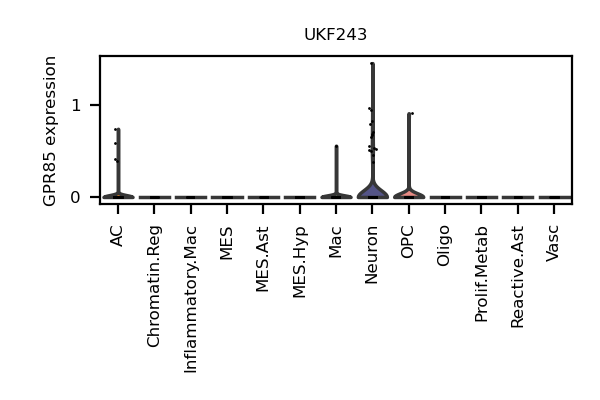 UKF243
GPR85 expression
1
0
AC
Chromatin.Reg
Inflammatory.Mac
MES
MES.Ast
MES.Hyp
Mac
Neuron
OPC
Oligo
Prolif.Metab
Reactive.Ast
Vasc